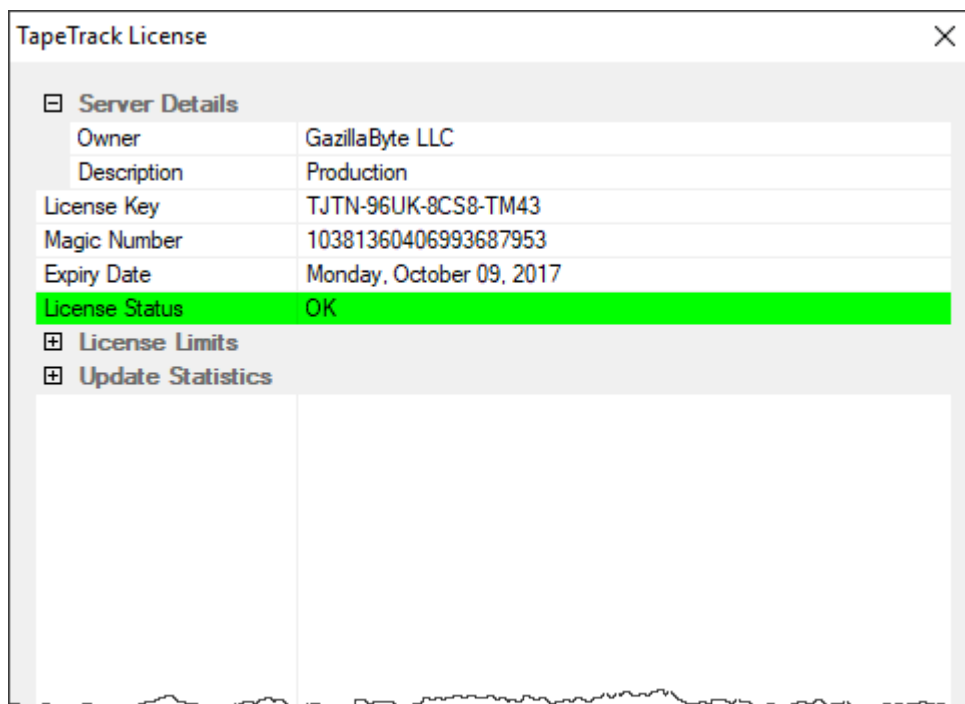 TapeTrack License
Server Details
Owner GazillaByte LLC
Description Production
License Key TJTN-96UK-8CS8-TM43
Magic Number 10381360406993687953
Expiry Date Monday, October 09, 2017
License Status OK
License Limits
Update Statistics